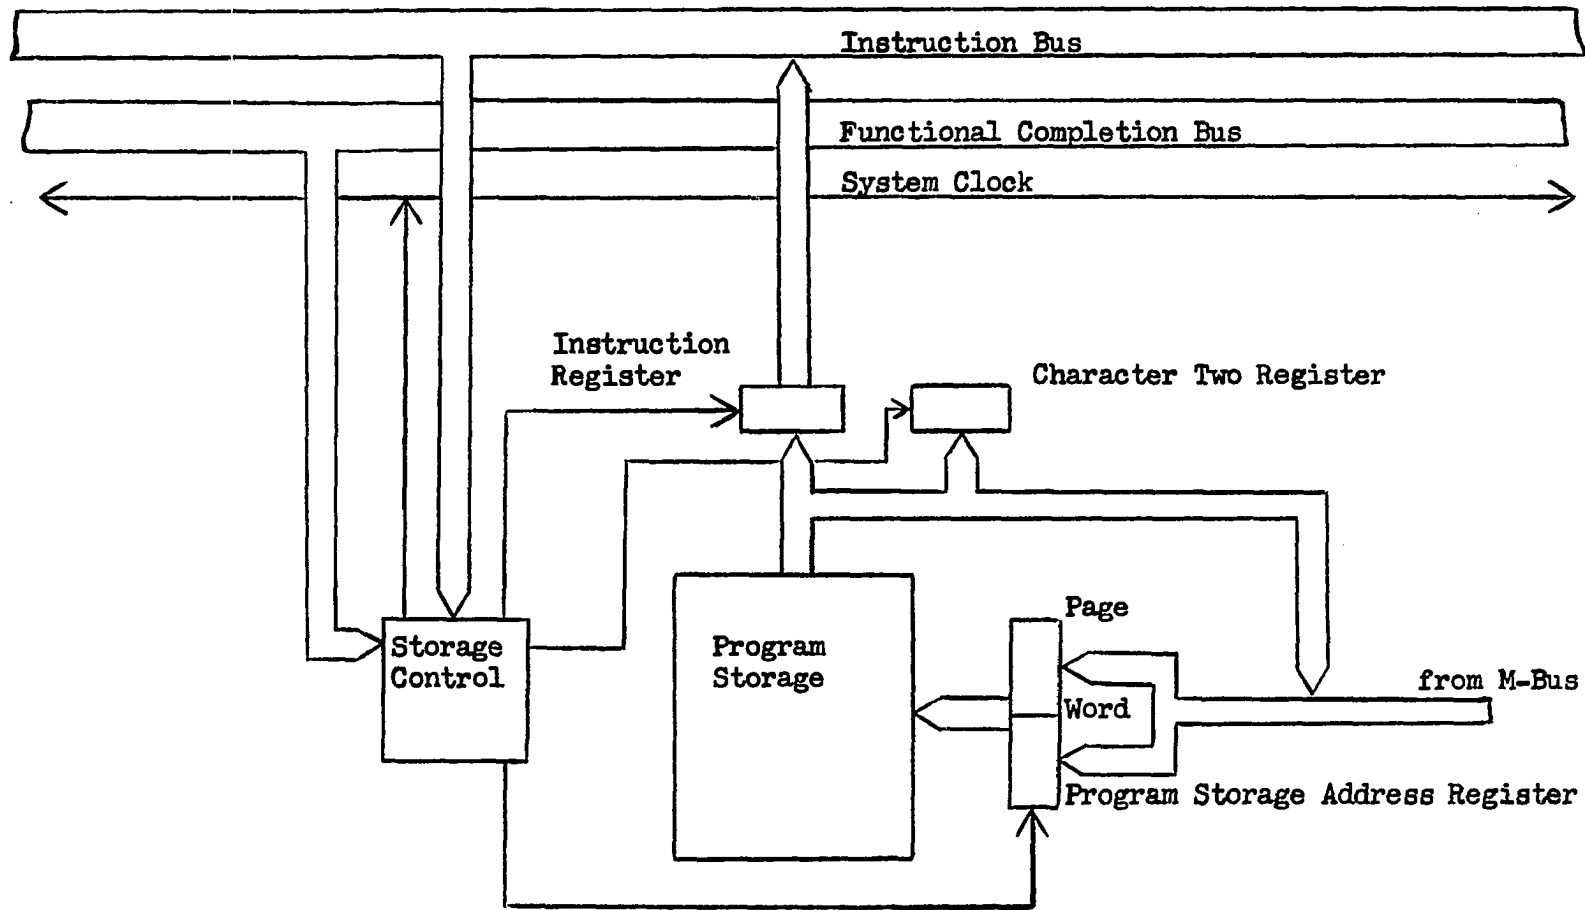 Instruction Bus
Functional Completion Bus
System Clock
Instruction
Register
Character Two Register
Storage
Control
Program
Storage
Page
from M-Bus
Word
Program Storage Address Register